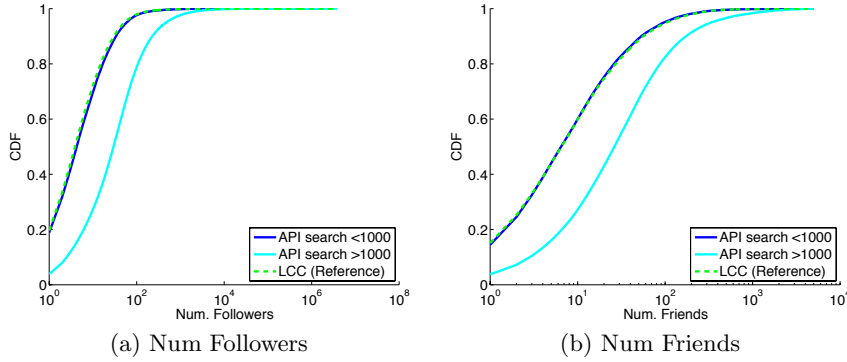 1
0.8
0.6
0.4
0.2
0
CDF
10^0 10^2 10^4 10^6 10^8
Num. Followers
API search <1000
API search >1000
LCC (Reference)
(a) Num Followers
1
0.8
0.6
0.4
0.2
0
CDF
10^0 10^1 10^2 10^3 10^4
Num. Friends
API search <1000
API search >1000
LCC (Reference)
(b) Num Friends